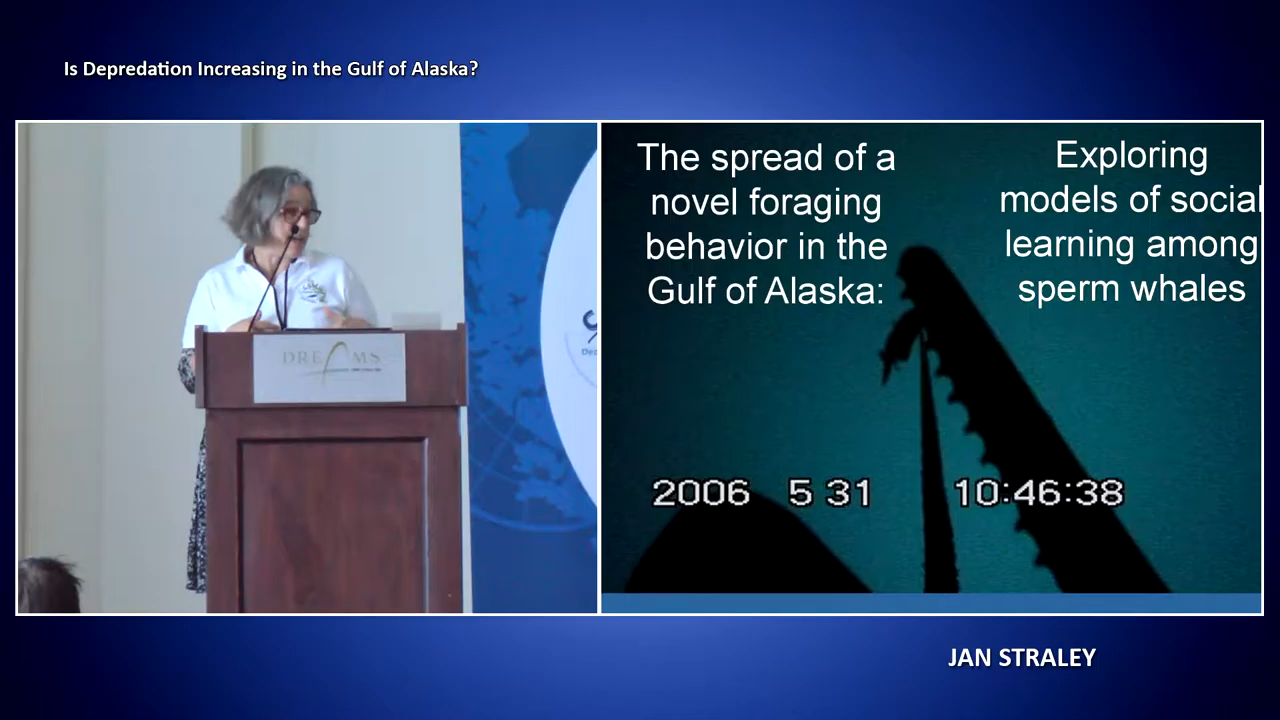 Is Depredation Increasing in the Gulf of Alaska?
The spread of a
novel foraging
behavior in the
Gulf of Alaska:
Exploring
models of social
learning among
sperm whales
2006 5 31 10:46:38
DREAMS
JAN STRALEY